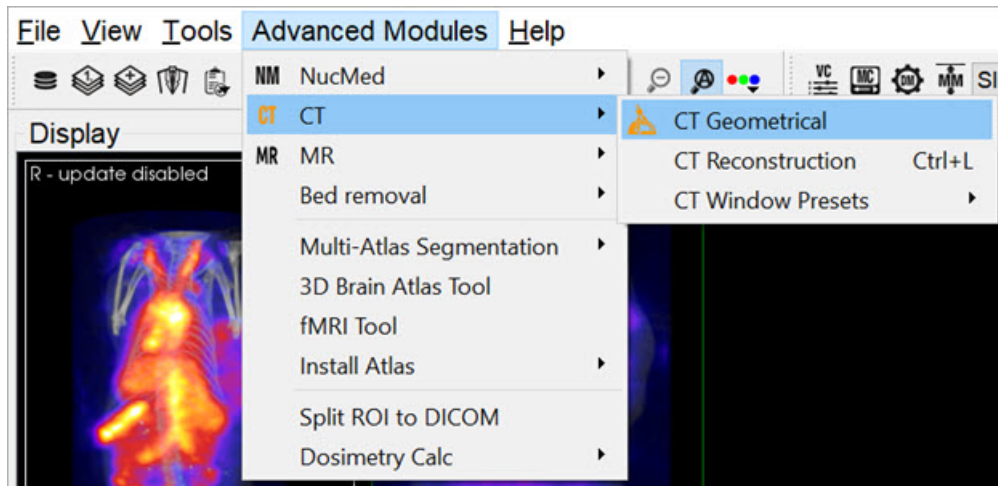 File View Tools Advanced Modules Help
NM NucMed
CT CT
MR MR
Bed removal
Multi-Atlas Segmentation
3D Brain Atlas Tool
fMRI Tool
Install Atlas
Split ROI to DICOM
Dosimetry Calc
CT Geometrical
CT Reconstruction Ctrl+L
CT Window Presets
VC MC DM MM SI
Display
R - update disabled